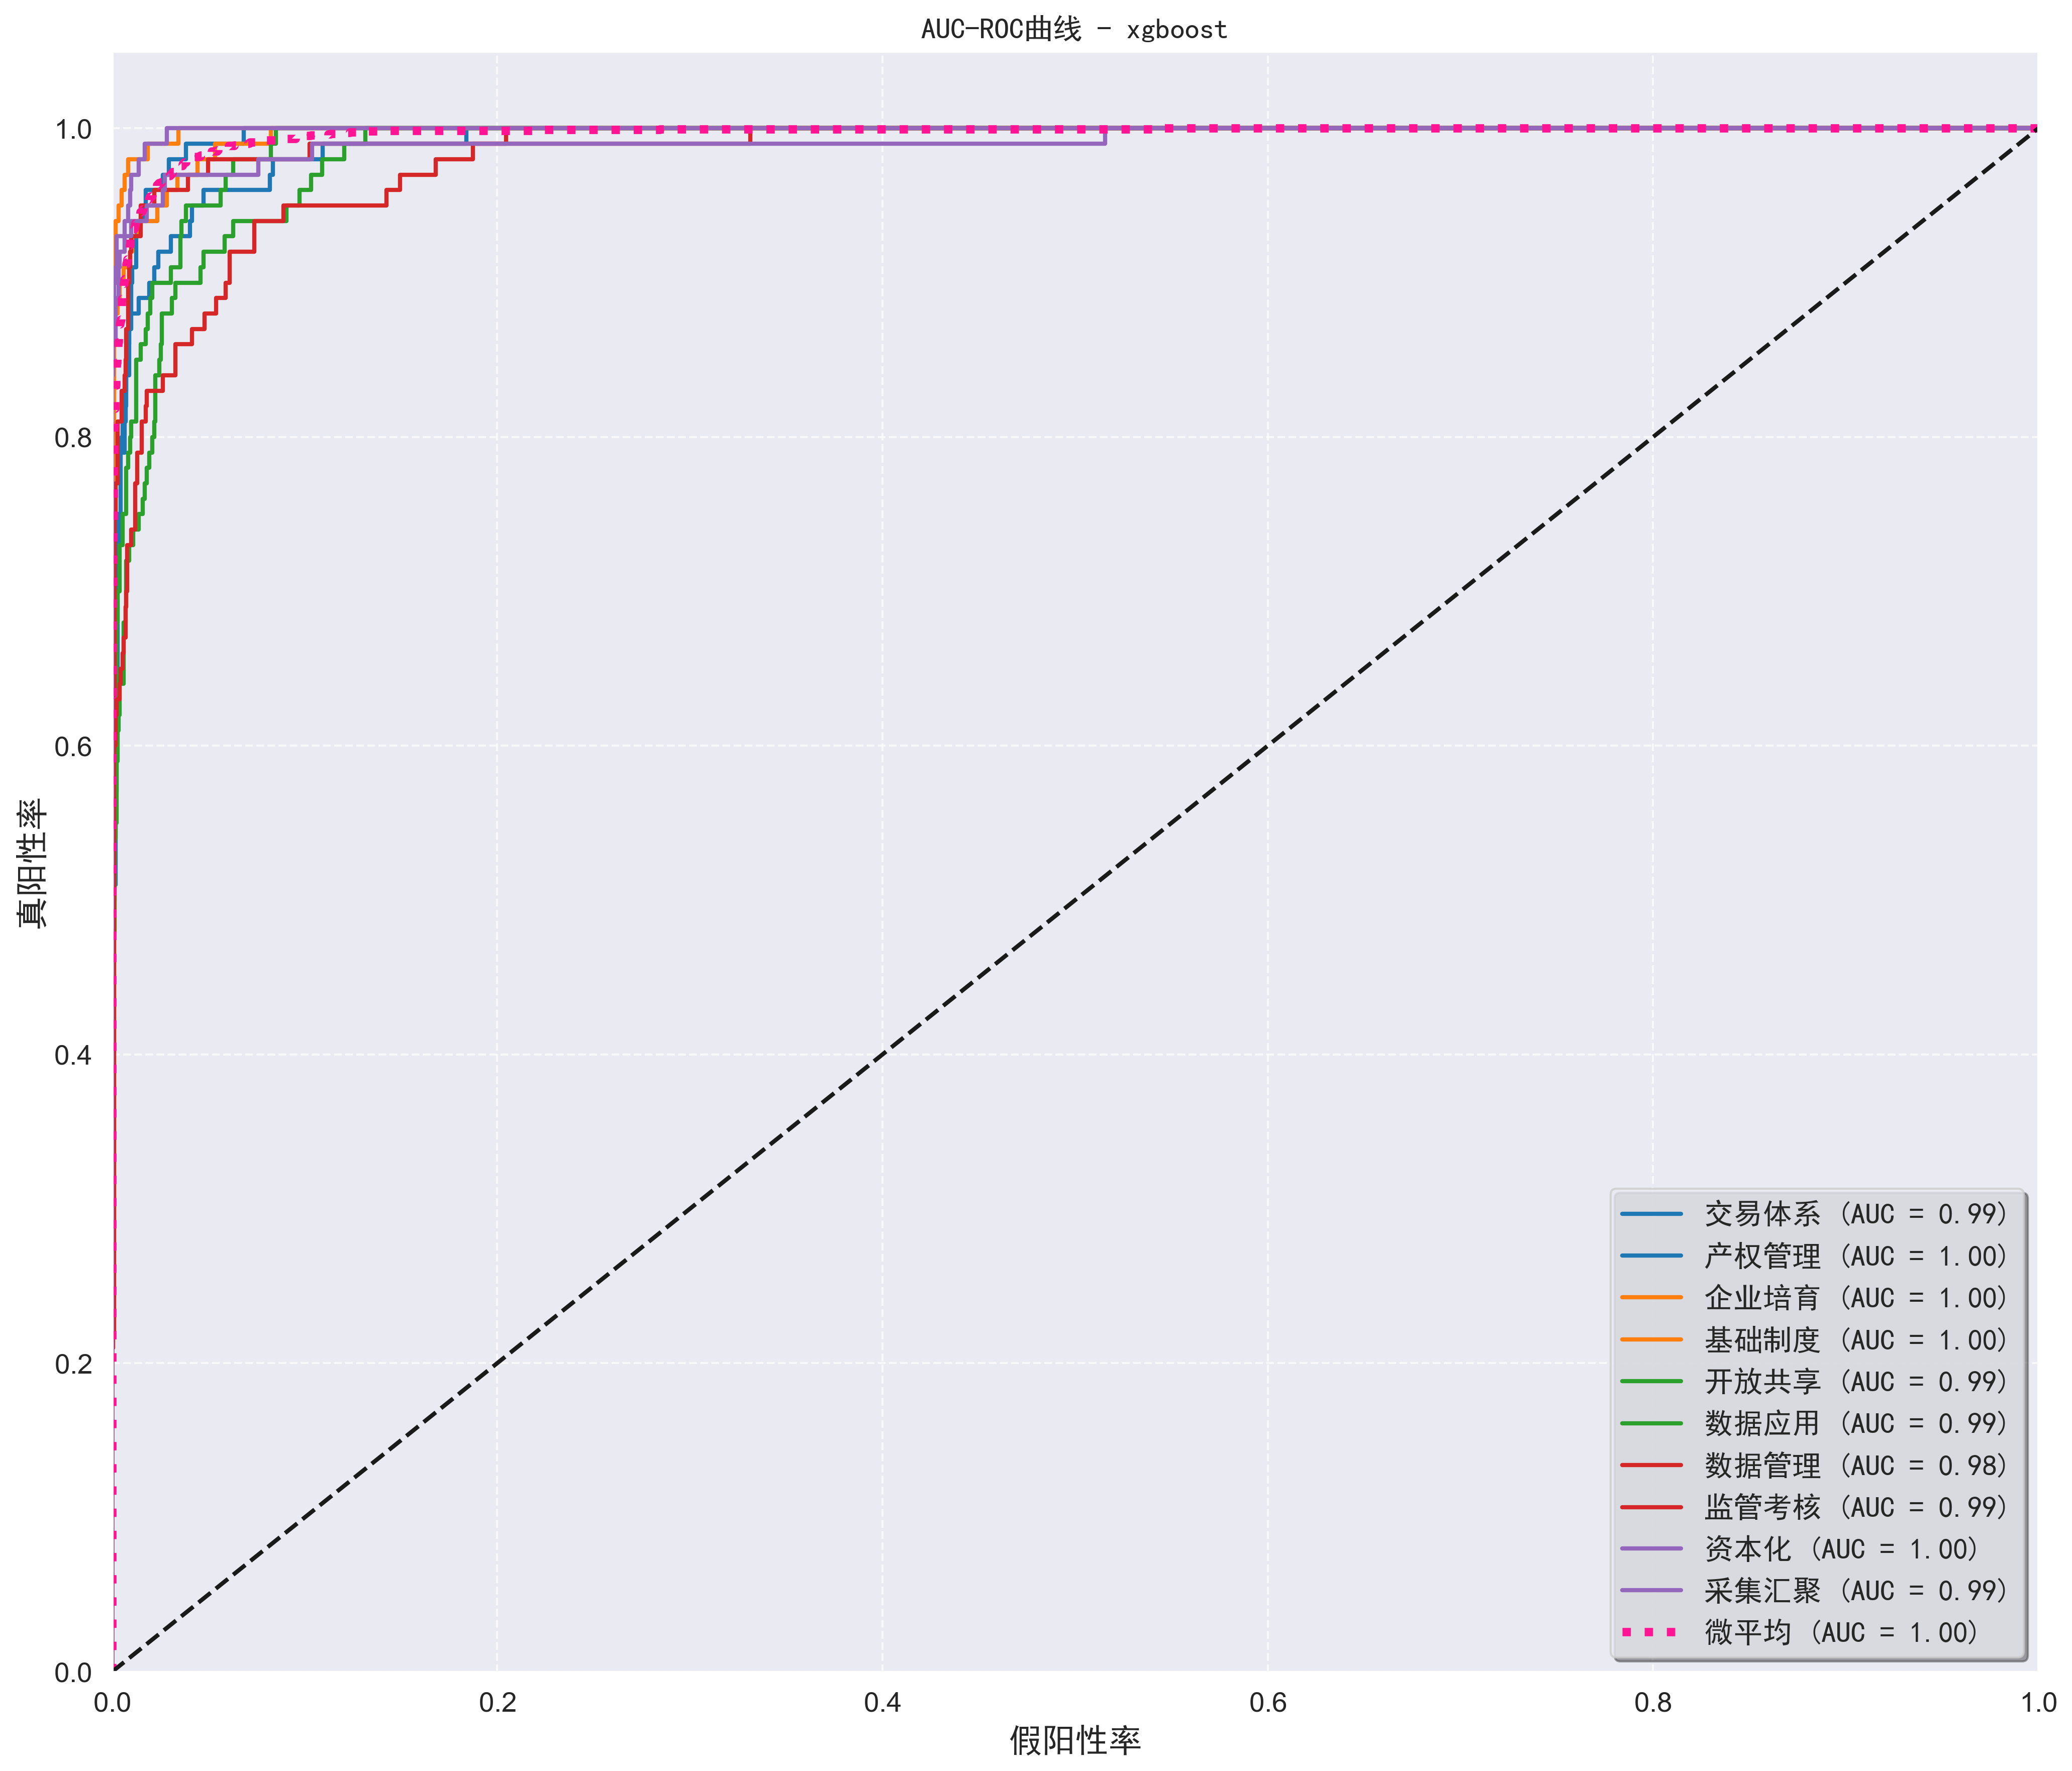 AUC-ROC曲线 - xgboost
1.0
0.8
0.6
0.4
0.2
0.0
真阳性率
0.0 0.2 0.4 0.6 0.8 1.0
假阳性率
交易体系 (AUC = 0.99)
产权管理 (AUC = 1.00)
企业培育 (AUC = 1.00)
基础制度 (AUC = 1.00)
开放共享 (AUC = 0.99)
数据应用 (AUC = 0.99)
数据管理 (AUC = 0.98)
监管考核 (AUC = 0.99)
资本化 (AUC = 1.00)
采集汇聚 (AUC = 0.99)
微平均 (AUC = 1.00)